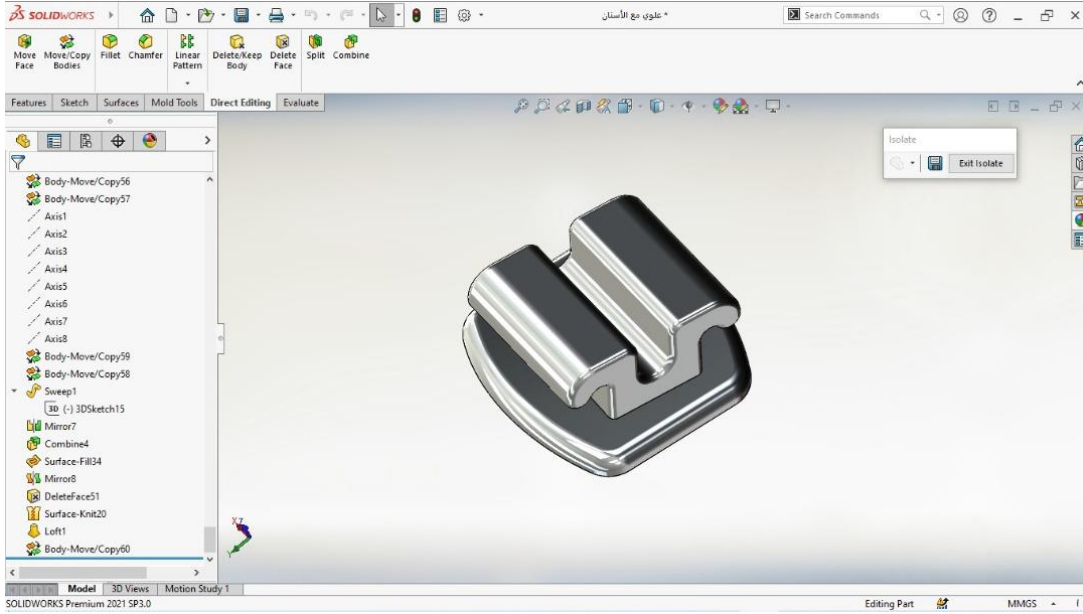 SOLIDWORKS
علوي مع الأسنان *
Search Commands
Move Face
Move/Copy Bodies
Fillet
Chamfer
Linear Pattern
Delete/Keep Body
Delete Face
Split
Combine
Features
Sketch
Surfaces
Mold Tools
Direct Editing
Evaluate
Isolate
Exit Isolate
Body-Move/Copy56
Body-Move/Copy57
Axis1
Axis2
Axis3
Axis4
Axis5
Axis6
Axis7
Axis8
Body-Move/Copy59
Body-Move/Copy58
Sweep1
3D (-) 3DSketch15
Mirror7
Combine4
Surface-Fill34
Mirror8
DeleteFace51
Surface-Knit20
Loft1
Body-Move/Copy60
X Z
Y
Model
3D Views
Motion Study 1
SOLIDWORKS Premium 2021 SP3.0
Editing Part
MMGS